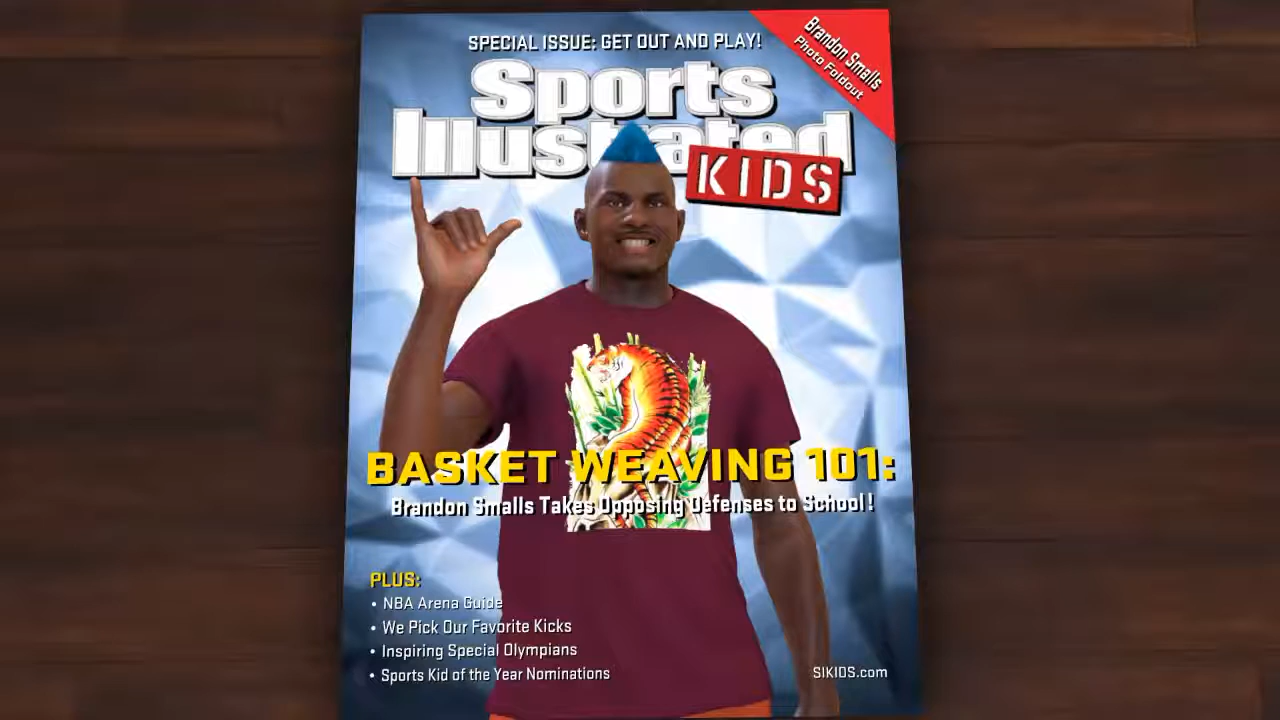 SPECIAL ISSUE: GET OUT AND PLAY!
Brandon Smalls
Photo Foldout
Sports
Illustrated
KIDS
BASKET WEAVING 101:
Brandon Smalls Takes Opposing Defenses to School!
PLUS:
• NBA Arena Guide
• We Pick Our Favorite Kicks
• Inspiring Special Olympians
• Sports Kid of the Year Nominations
SIKIDS.com